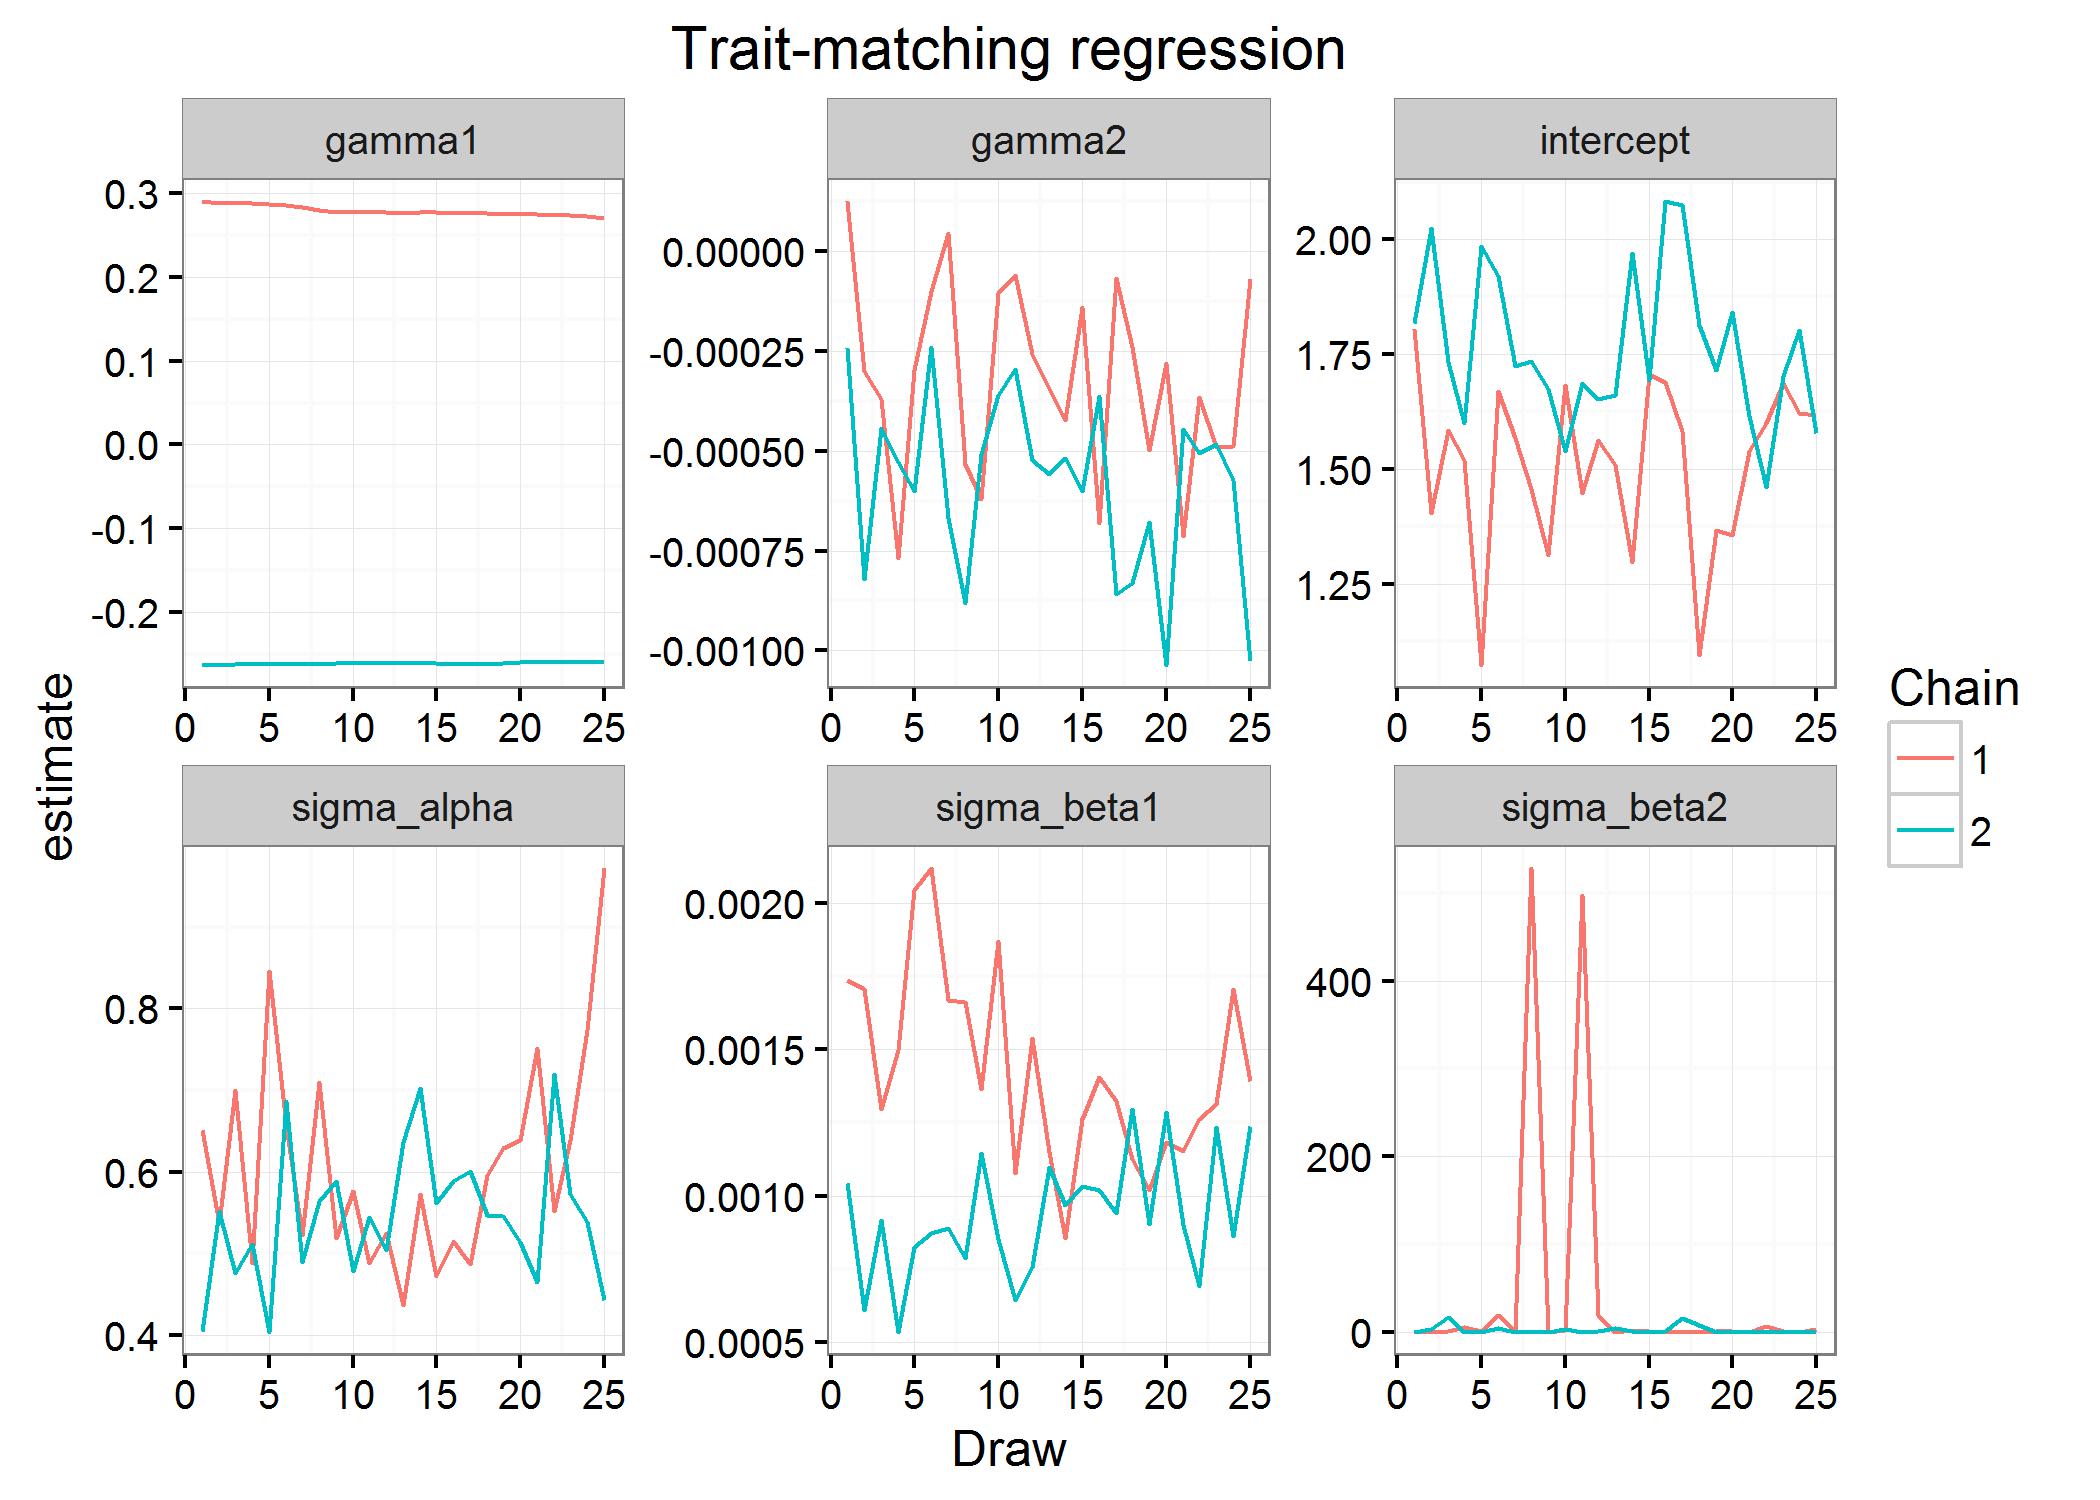 Trait-matching regression
gamma1
gamma2
intercept
0.3
0.2
0.1
0.0
-0.1
-0.2
0.00000
-0.00025
-0.00050
-0.00075
-0.00100
2.00
1.75
1.50
1.25
0 5 10 15 20 25
0 5 10 15 20 25
0 5 10 15 20 25
sigma_alpha
sigma_beta1
sigma_beta2
0.8
0.6
0.4
0.0020
0.0015
0.0010
0.0005
400
200
0
0 5 10 15 20 25
0 5 10 15 20 25
0 5 10 15 20 25
estimate
Draw
Chain
1
2